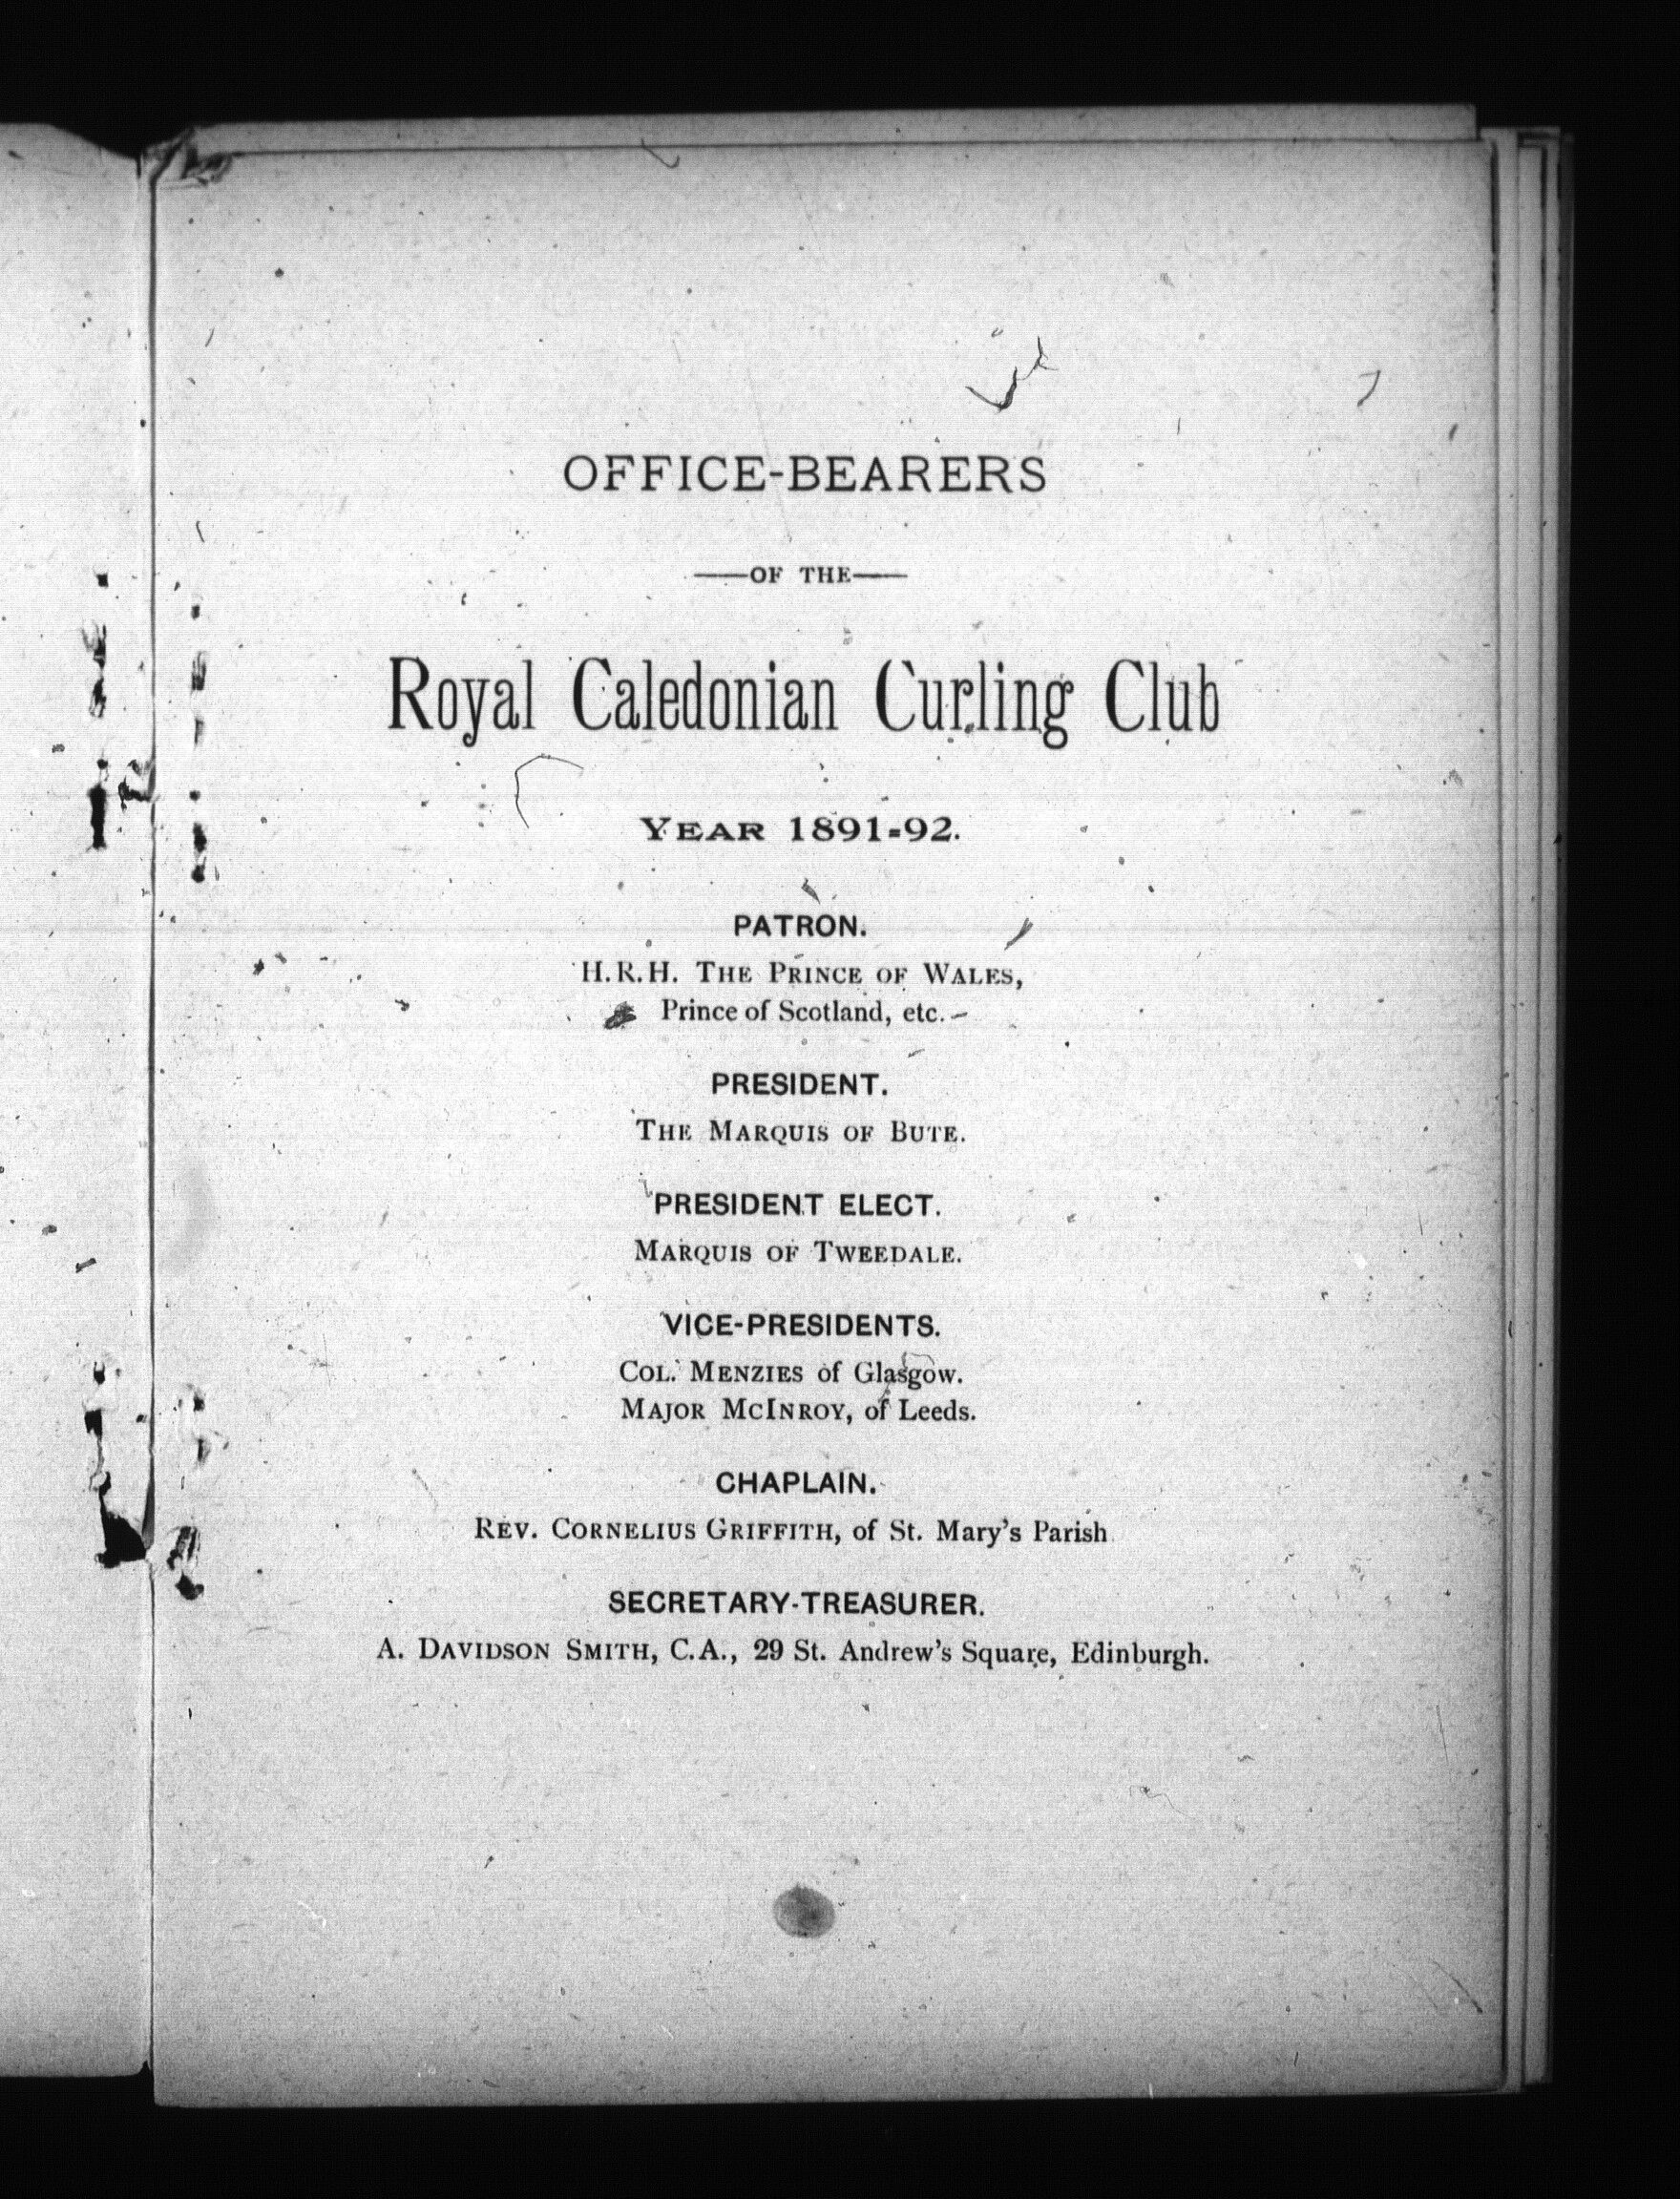 OFFICE-BEARERS
—OF THE—
Royal Caledonian Curling Club
YEAR 1891-92.
PATRON.
H.R.H. THE PRINCE OF WALES,
Prince of Scotland, etc.
PRESIDENT.
THE MARQUIS OF BUTE.
PRESIDENT ELECT.
MARQUIS OF TWEEDALE.
VICE-PRESIDENTS.
COL. MENZIES of Glasgow.
MAJOR MCINROY, of Leeds.
CHAPLAIN.
REV. CORNELIUS GRIFFITH, of St. Mary's Parish
SECRETARY-TREASURER.
A. DAVIDSON SMITH, C.A., 29 St. Andrew's Square, Edinburgh.